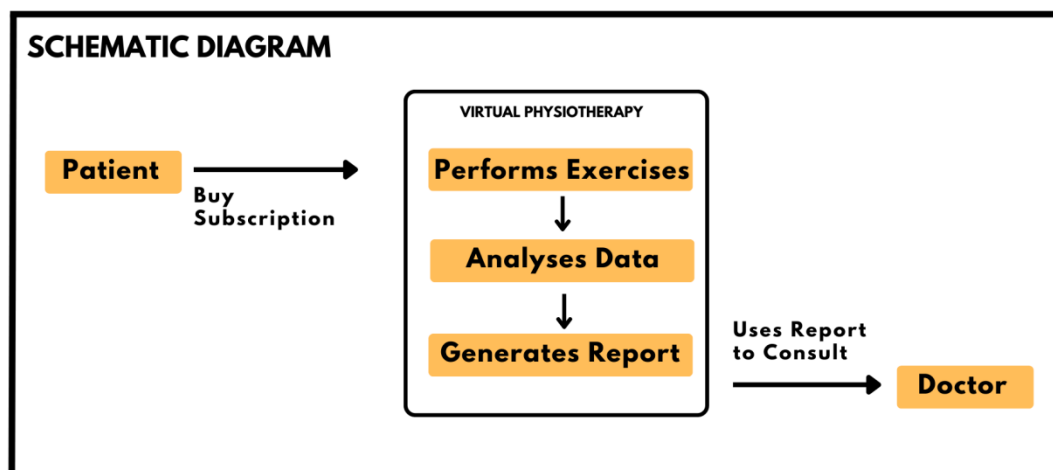 SCHEMATIC DIAGRAM
VIRTUAL PHYSIOTHERAPY
Patient
Buy
Subscription
Performs Exercises
Analyses Data
Generates Report
Uses Report
to Consult
Doctor